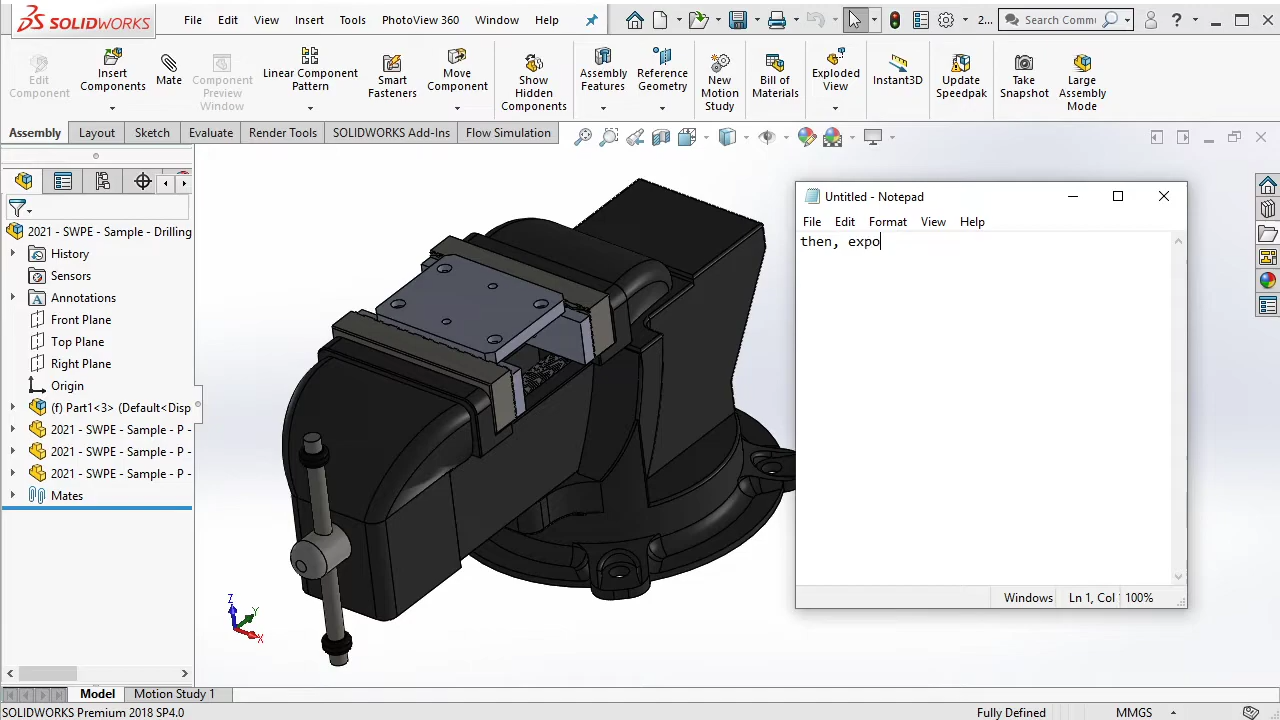 SOLIDWORKS
File Edit View Insert Tools PhotoView 360 Window Help
2...
Search Commu
Edit Component
Insert Components
Mate
Component Preview Window
Linear Component Pattern
Smart Fasteners
Move Component
Show Hidden Components
Assembly Features
Reference Geometry
New Motion Study
Bill of Materials
Exploded View
Instant3D
Update Speedpak
Take Snapshot
Large Assembly Mode
Assembly Layout Sketch Evaluate Render Tools SOLIDWORKS Add-Ins Flow Simulation
2021 - SWPE - Sample - Drilling
History
Sensors
Annotations
Front Plane
Top Plane
Right Plane
Origin
(f) Part1<3> (Default<Disp
2021 - SWPE - Sample - P -
2021 - SWPE - Sample - P -
2021 - SWPE - Sample - P -
Mates
Untitled - Notepad
File Edit Format View Help
then, expo
Windows Ln 1, Col 100%
Z
Y
X
Model Motion Study 1
SOLIDWORKS Premium 2018 SP4.0
Fully Defined MMGS